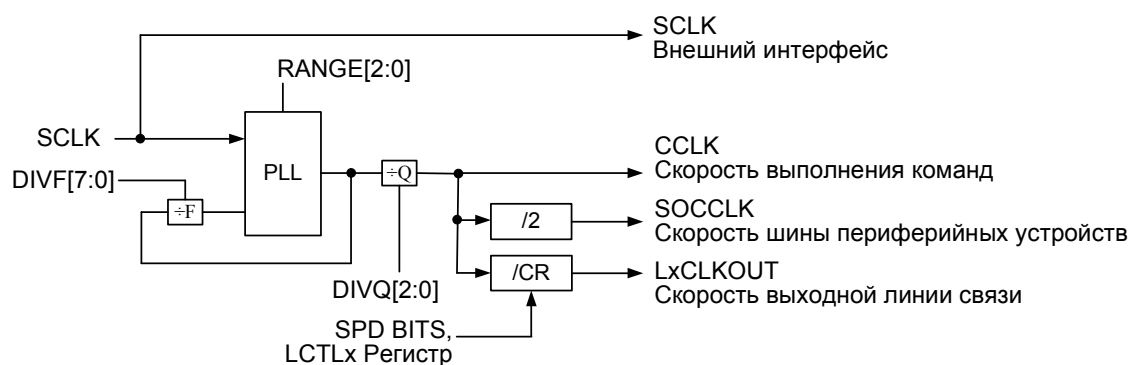 SCLK
Внешний интерфейс
RANGE[2:0]
SCLK
DIVF[7:0]
÷F
PLL
÷Q
DIVQ[2:0]
CCLK
Скорость выполнения команд
/2
SOCCLK
Скорость шины периферийных устройств
/CR
LxCLKOUT
Скорость выходной линии связи
SPD BITS,
LCTLx Регистр